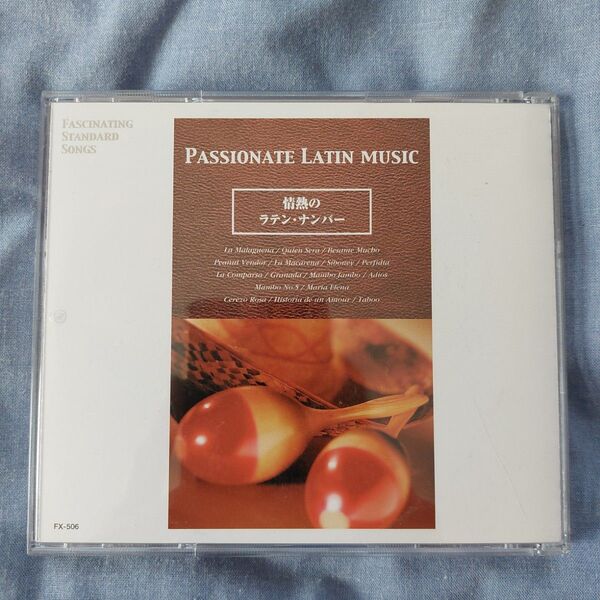 FASCINATING
STANDARD
SONGS
PASSIONATE LATIN MUSIC
情熱の
ラテン・ナンバー
La Malaguena / Quien Sera / Besame Mucho
Peanut Vendor / La Macarena / Siboney / Perfidia
La Comparsa / Granada / Mambo Jambo / Adios
Mambo No.5 / Maria Elena
Cerezo Rosa / Historia de un Amour / Taboo
FX-506